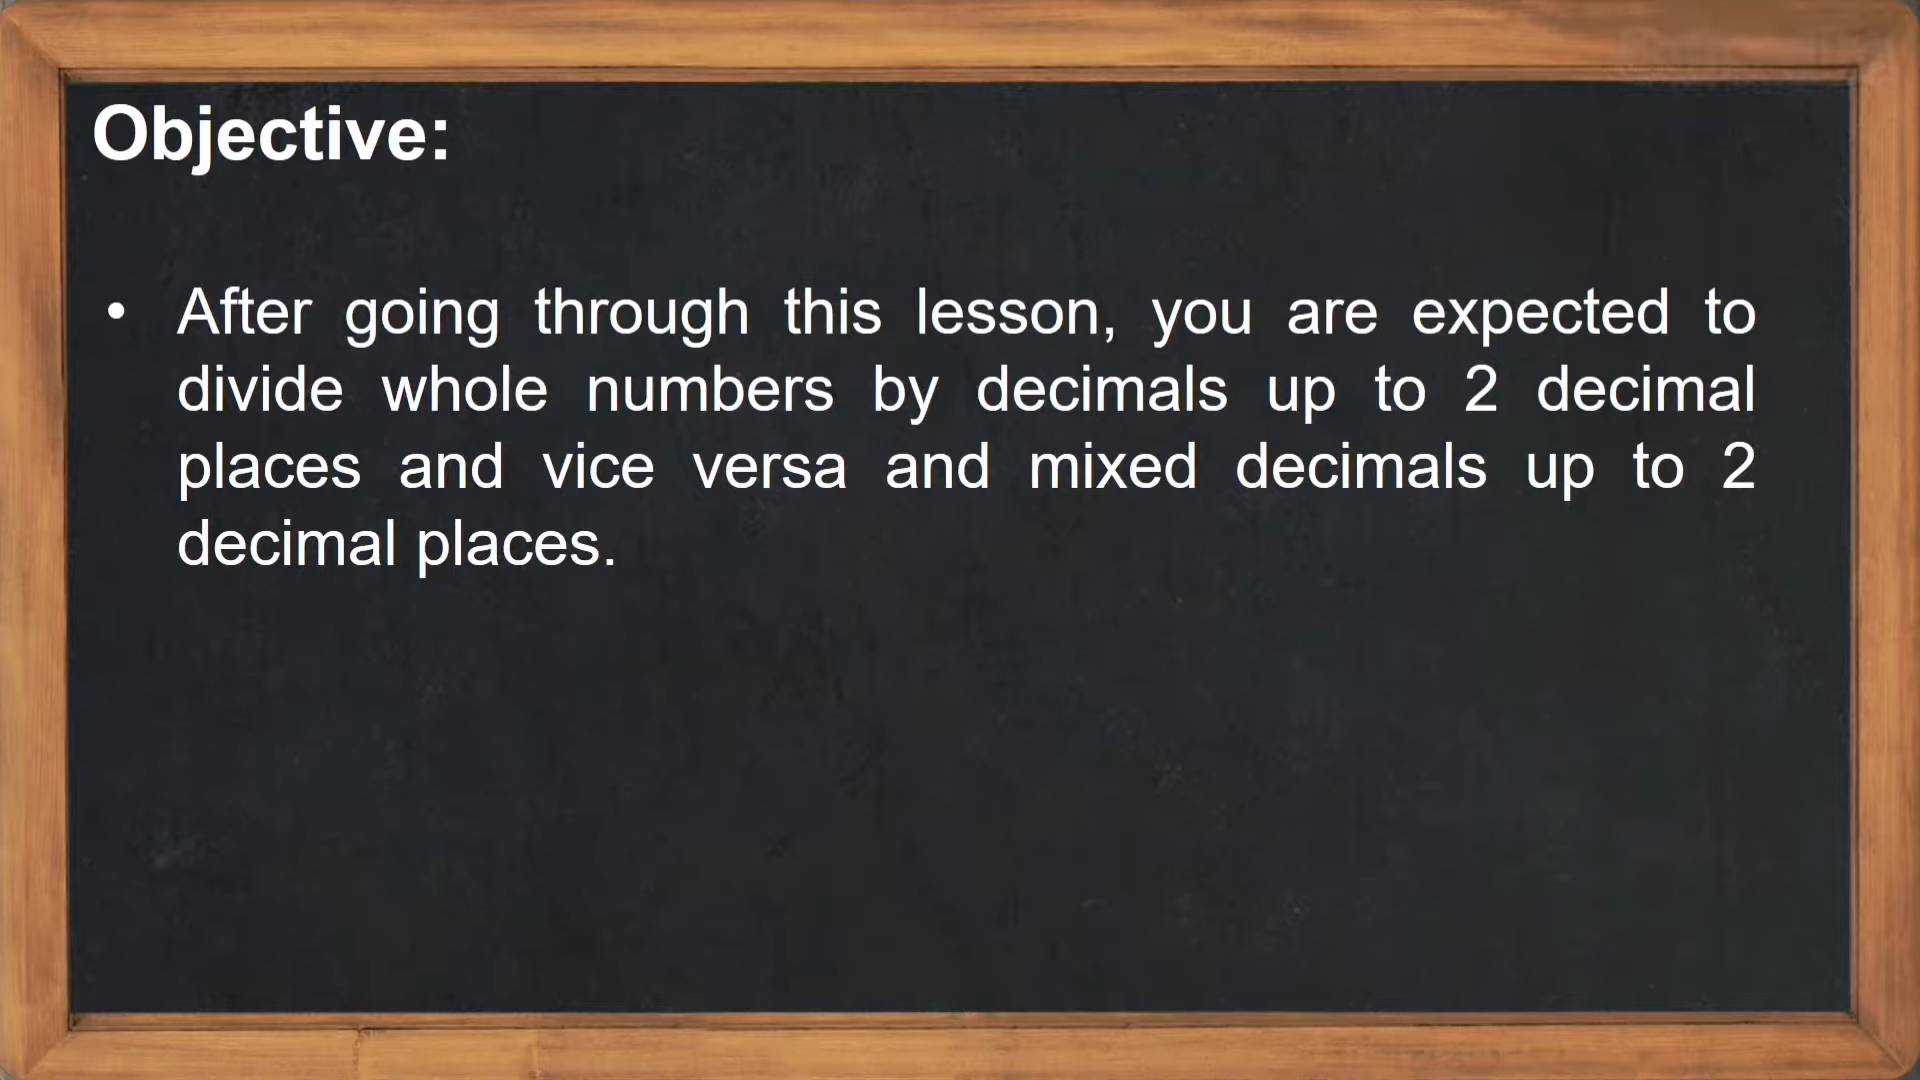 Objective:
• After going through this lesson, you are expected to
divide whole numbers by decimals up to 2 decimal
places and vice versa and mixed decimals up to 2
decimal places.